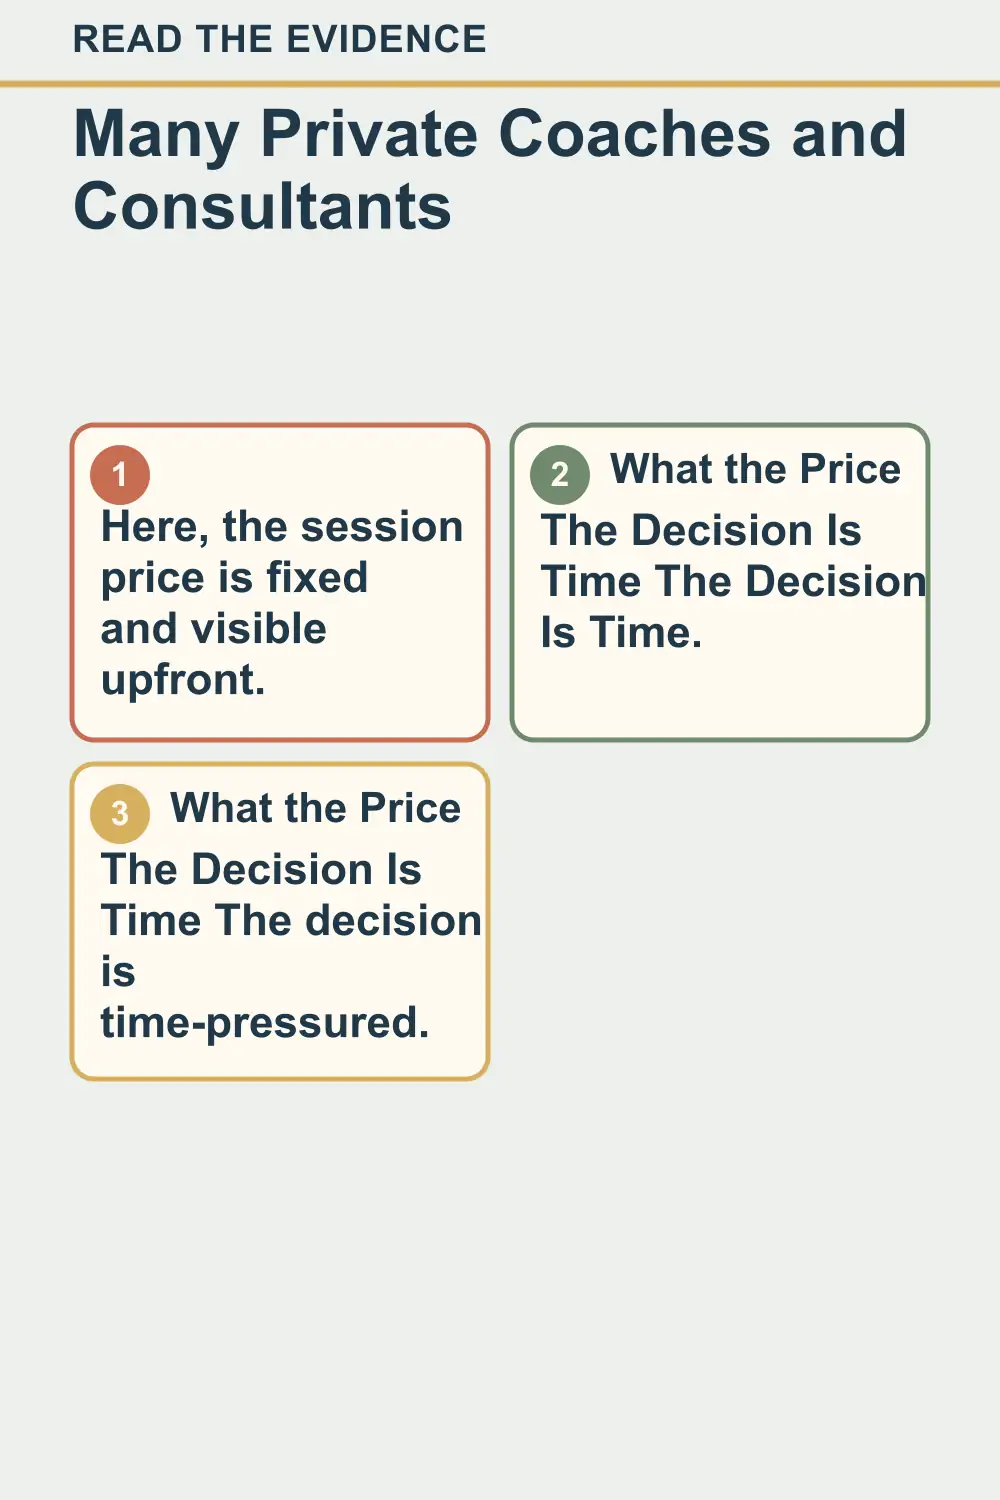 READ THE EVIDENCE
Many Private Coaches and
Consultants
1
Here, the session
price is fixed
and visible
upfront.
2 What the Price
The Decision Is
Time The Decision
Is Time.
3 What the Price
The Decision Is
Time The decision
is
time-pressured.